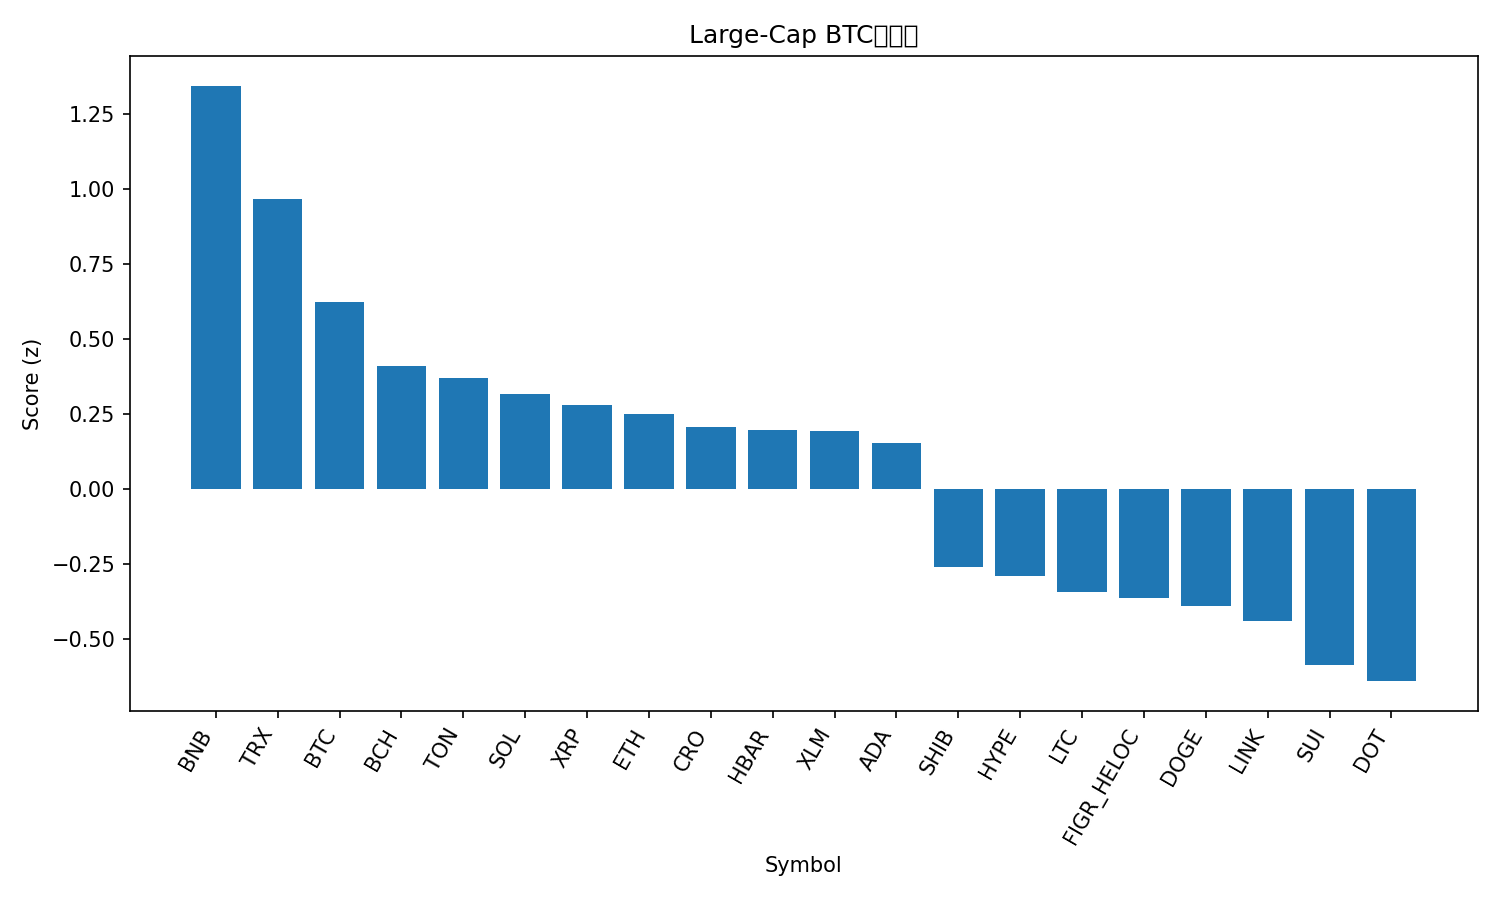 Large-Cap BTC
1.25
1.00
0.75
0.50
0.25
0.00
−0.25
−0.50
Score (z)
BNB
TRX
BTC
BCH
TON
SOL
XRP
ETH
CRO
HBAR
XLM
ADA
SHIB
HYPE
LTC
FIGR_HELOC
DOGE
LINK
SUI
DOT
Symbol